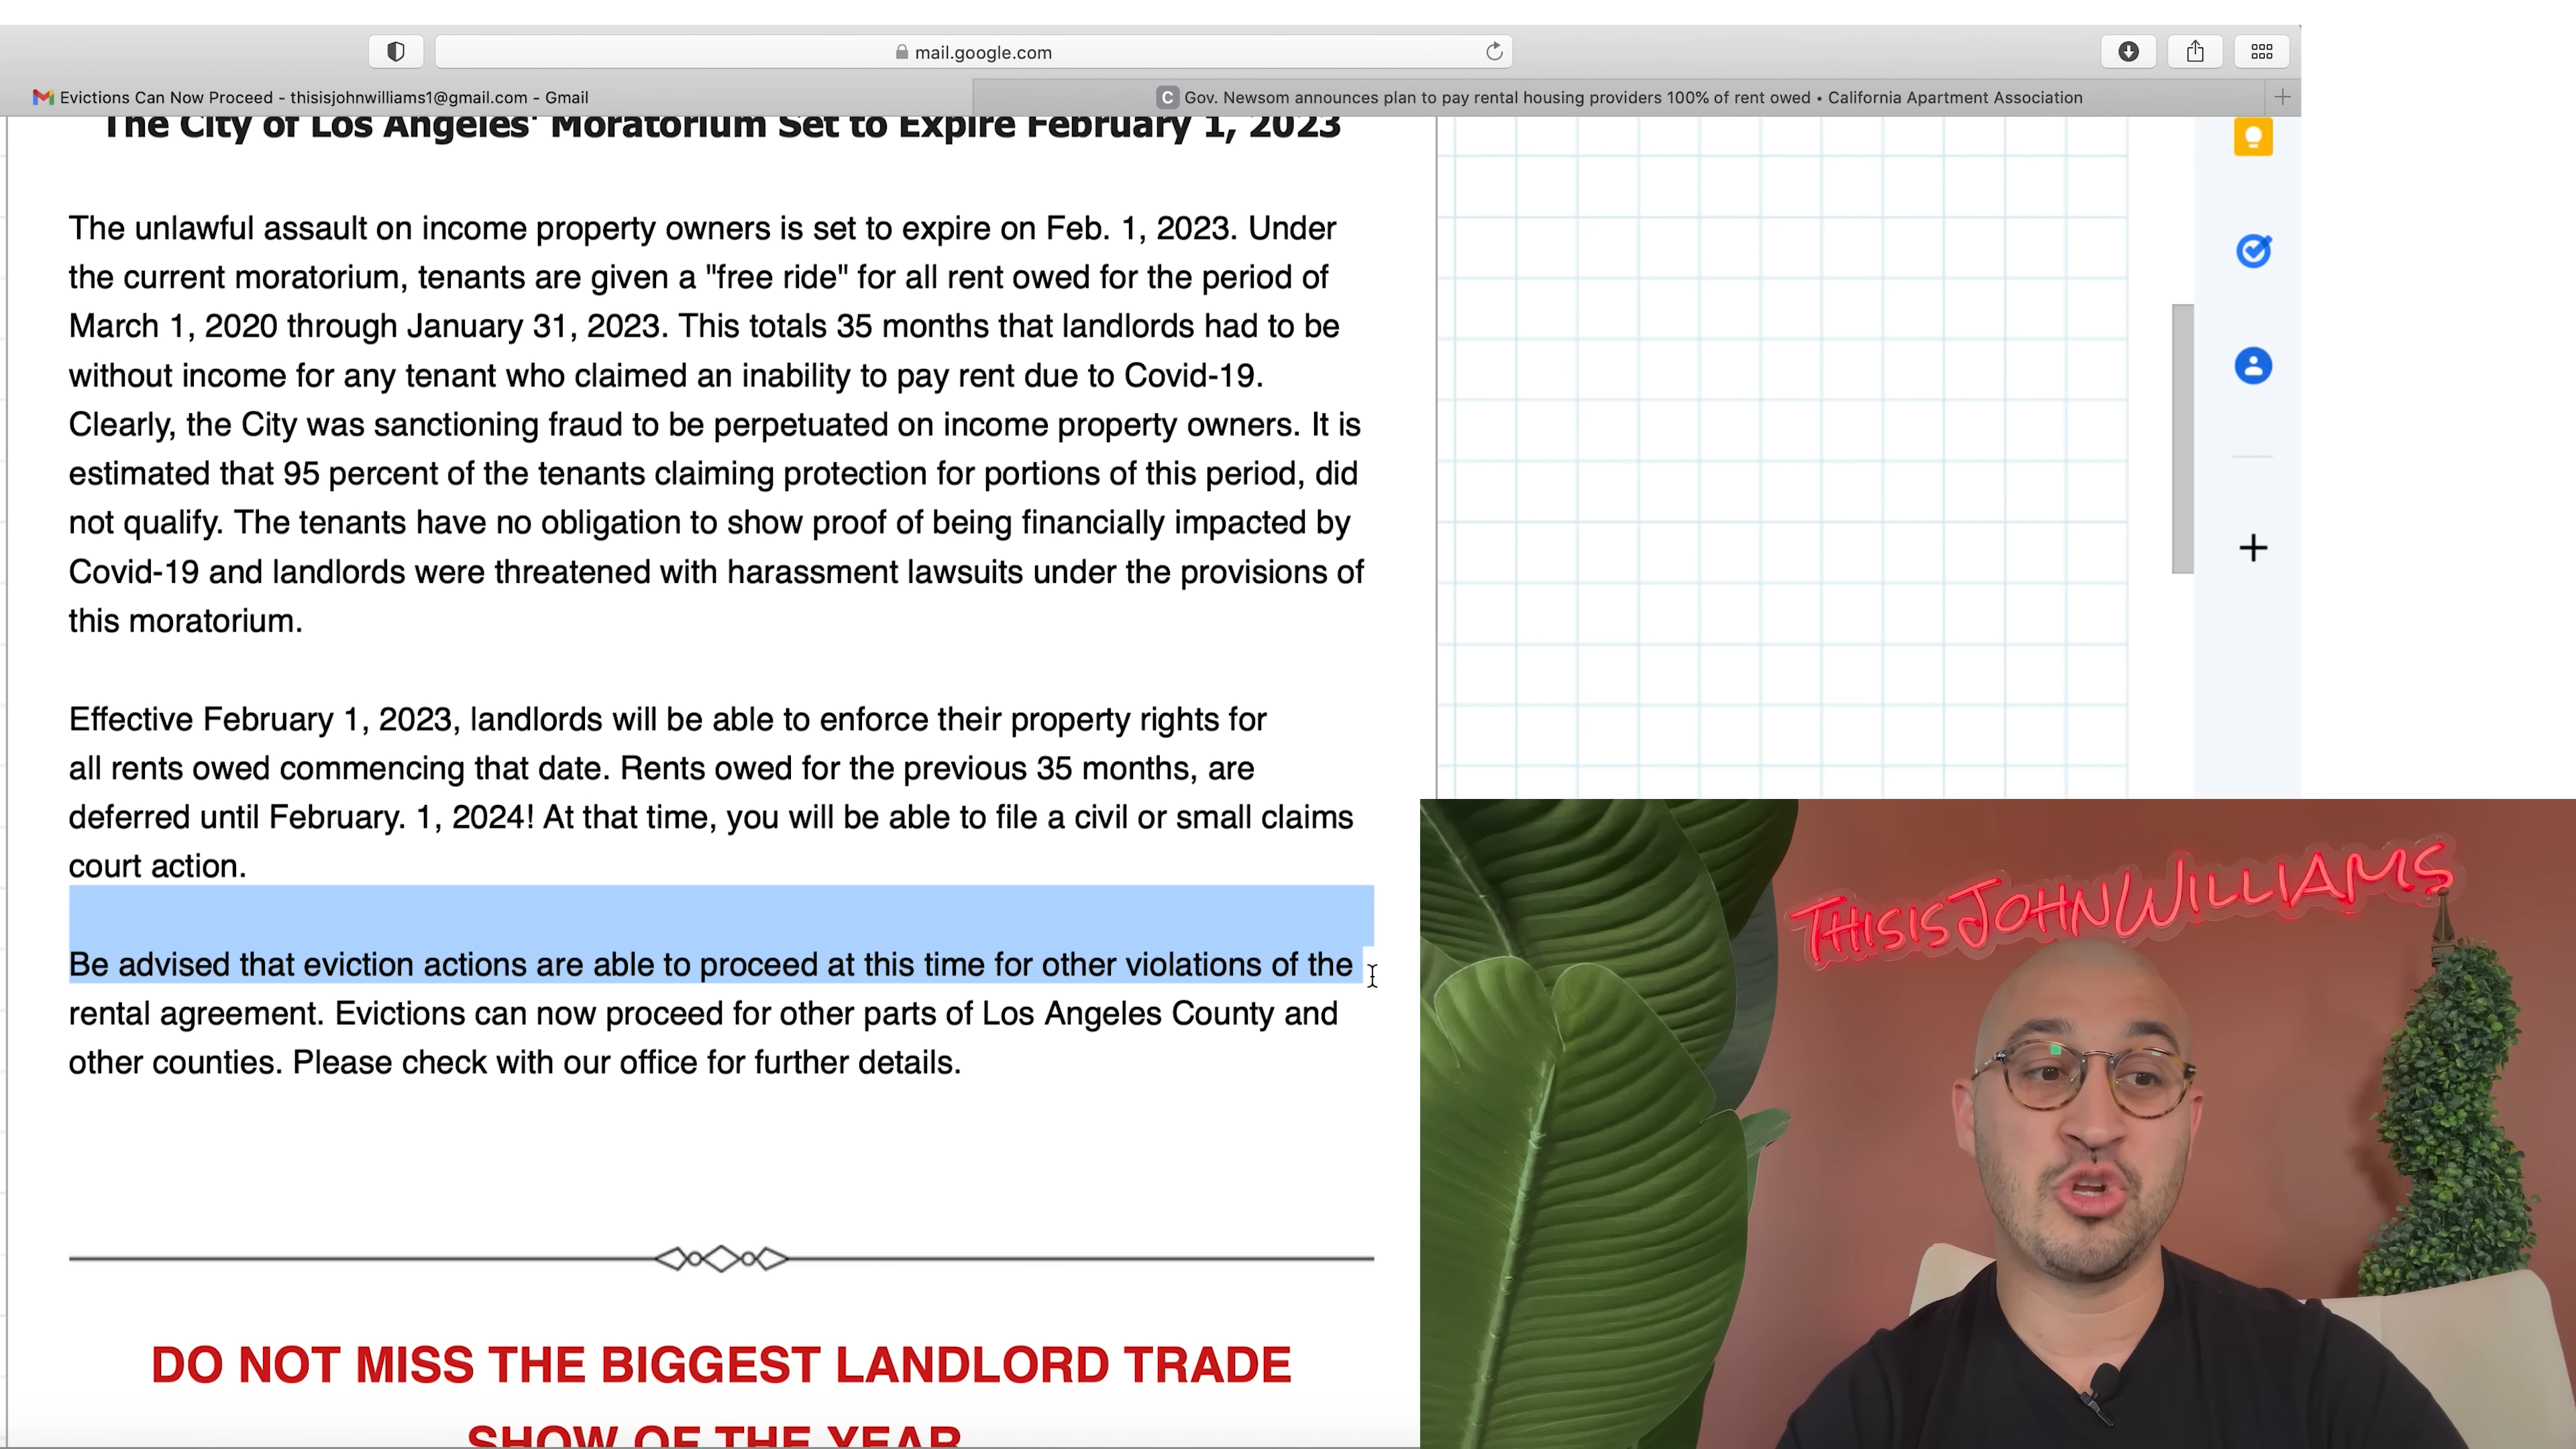 mail.google.com
Evictions Can Now Proceed - thisisjohnwilliams1@gmail.com - Gmail
C Gov. Newsom announces plan to pay rental housing providers 100% of rent owed • California Apartment Association
The City of Los Angeles' Moratorium Set to Expire February 1, 2023
The unlawful assault on income property owners is set to expire on Feb. 1, 2023. Under
the current moratorium, tenants are given a "free ride" for all rent owed for the period of
March 1, 2020 through January 31, 2023. This totals 35 months that landlords had to be
without income for any tenant who claimed an inability to pay rent due to Covid-19.
Clearly, the City was sanctioning fraud to be perpetuated on income property owners. It is
estimated that 95 percent of the tenants claiming protection for portions of this period, did
not qualify. The tenants have no obligation to show proof of being financially impacted by
Covid-19 and landlords were threatened with harassment lawsuits under the provisions of
this moratorium.
Effective February 1, 2023, landlords will be able to enforce their property rights for
all rents owed commencing that date. Rents owed for the previous 35 months, are
deferred until February. 1, 2024! At that time, you will be able to file a civil or small claims
court action.
Be advised that eviction actions are able to proceed at this time for other violations of the
rental agreement. Evictions can now proceed for other parts of Los Angeles County and
other counties. Please check with our office for further details.
DO NOT MISS THE BIGGEST LANDLORD TRADE
SHOW OF THE YEAR
THISISJOHNWILLIAMS